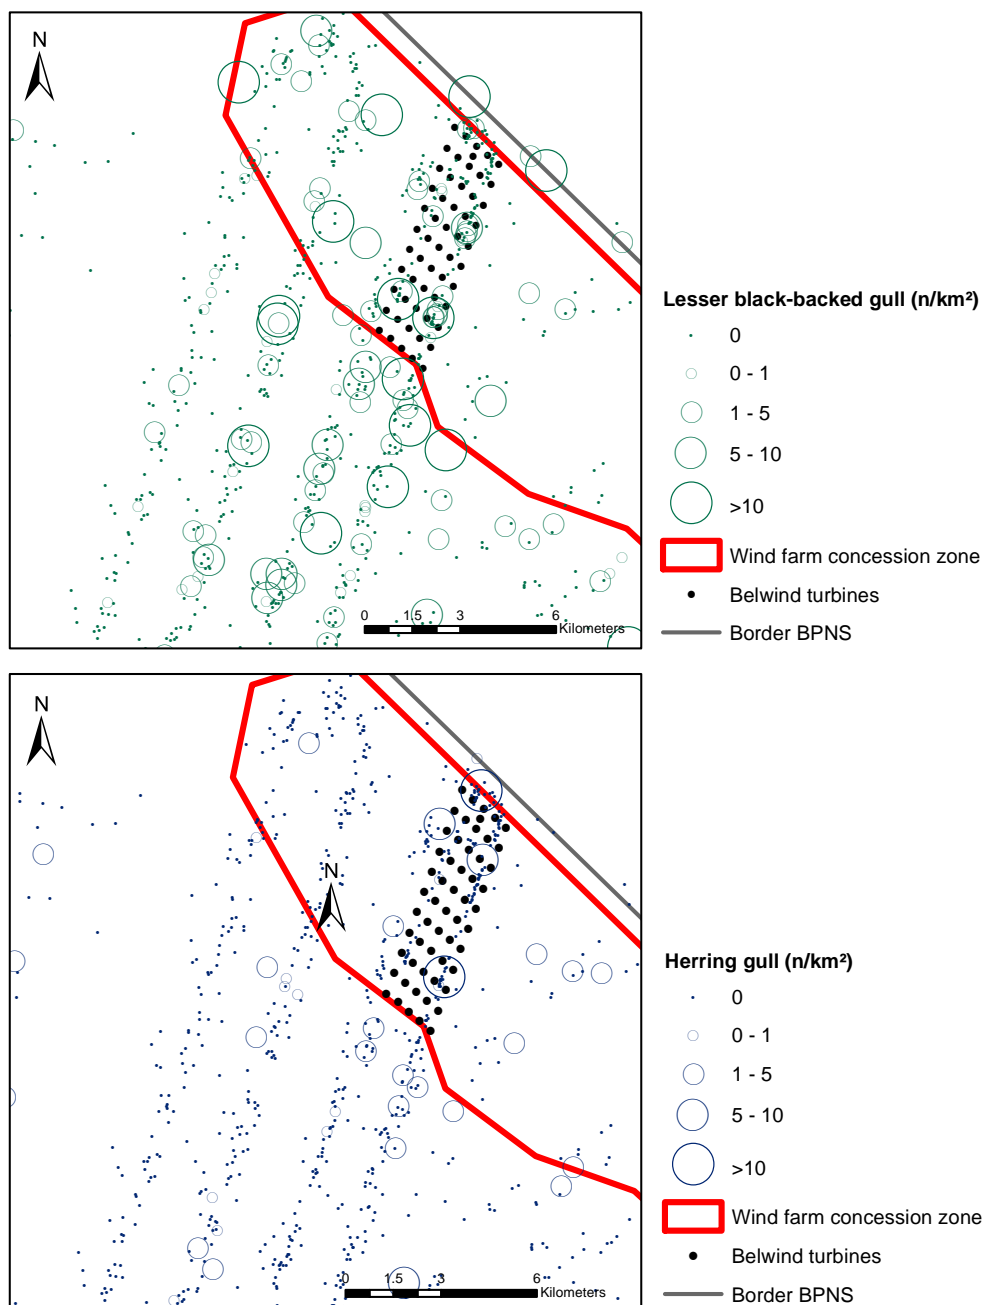 N
Lesser black-backed gull (n/km²)
0
0 - 1
1 - 5
5 - 10
>10
Wind farm concession zone
Belwind turbines
Border BPNS
0 1.5 3 6
Kilometers
N
N
Herring gull (n/km²)
0
0 - 1
1 - 5
5 - 10
>10
Wind farm concession zone
Belwind turbines
Border BPNS
0 1.5 3 6
Kilometers